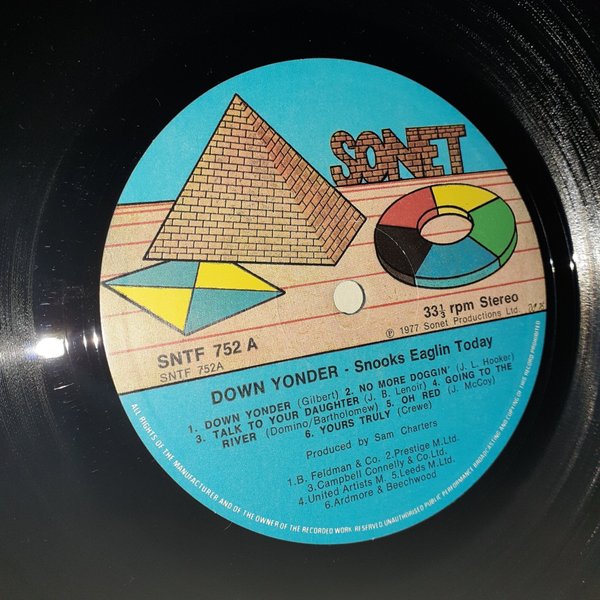 SONET
33⅓ rpm Stereo
℗ 1977 Sonet Productions Ltd.
SNTF 752 A
SNTF 752A
DOWN YONDER - Snooks Eaglin Today
1. DOWN YONDER (Gilbert) 2. NO MORE DOGGIN' (J. L. Hooker)
3. TALK TO YOUR DAUGHTER (J. B. Lenoir) 4. GOING TO THE
RIVER (Domino/Bartholomew) 5. OH RED (J. McCoy)
6. YOURS TRULY (Crewe)
Produced by Sam Charters
1.B. Feldman & Co. 2.Prestige M.Ltd.
3.Campbell Connelly & Co.Ltd.
4.United Artists M. 5.Leeds M.Ltd.
6.Ardmore & Beechwood
ALL RIGHTS OF THE MANUFACTURER AND OF THE OWNER OF THE RECORDED WORK RESERVED UNAUTHORISED PUBLIC PERFORMANCE BROADCASTING AND COPYING OF THIS RECORD PROHIBITED